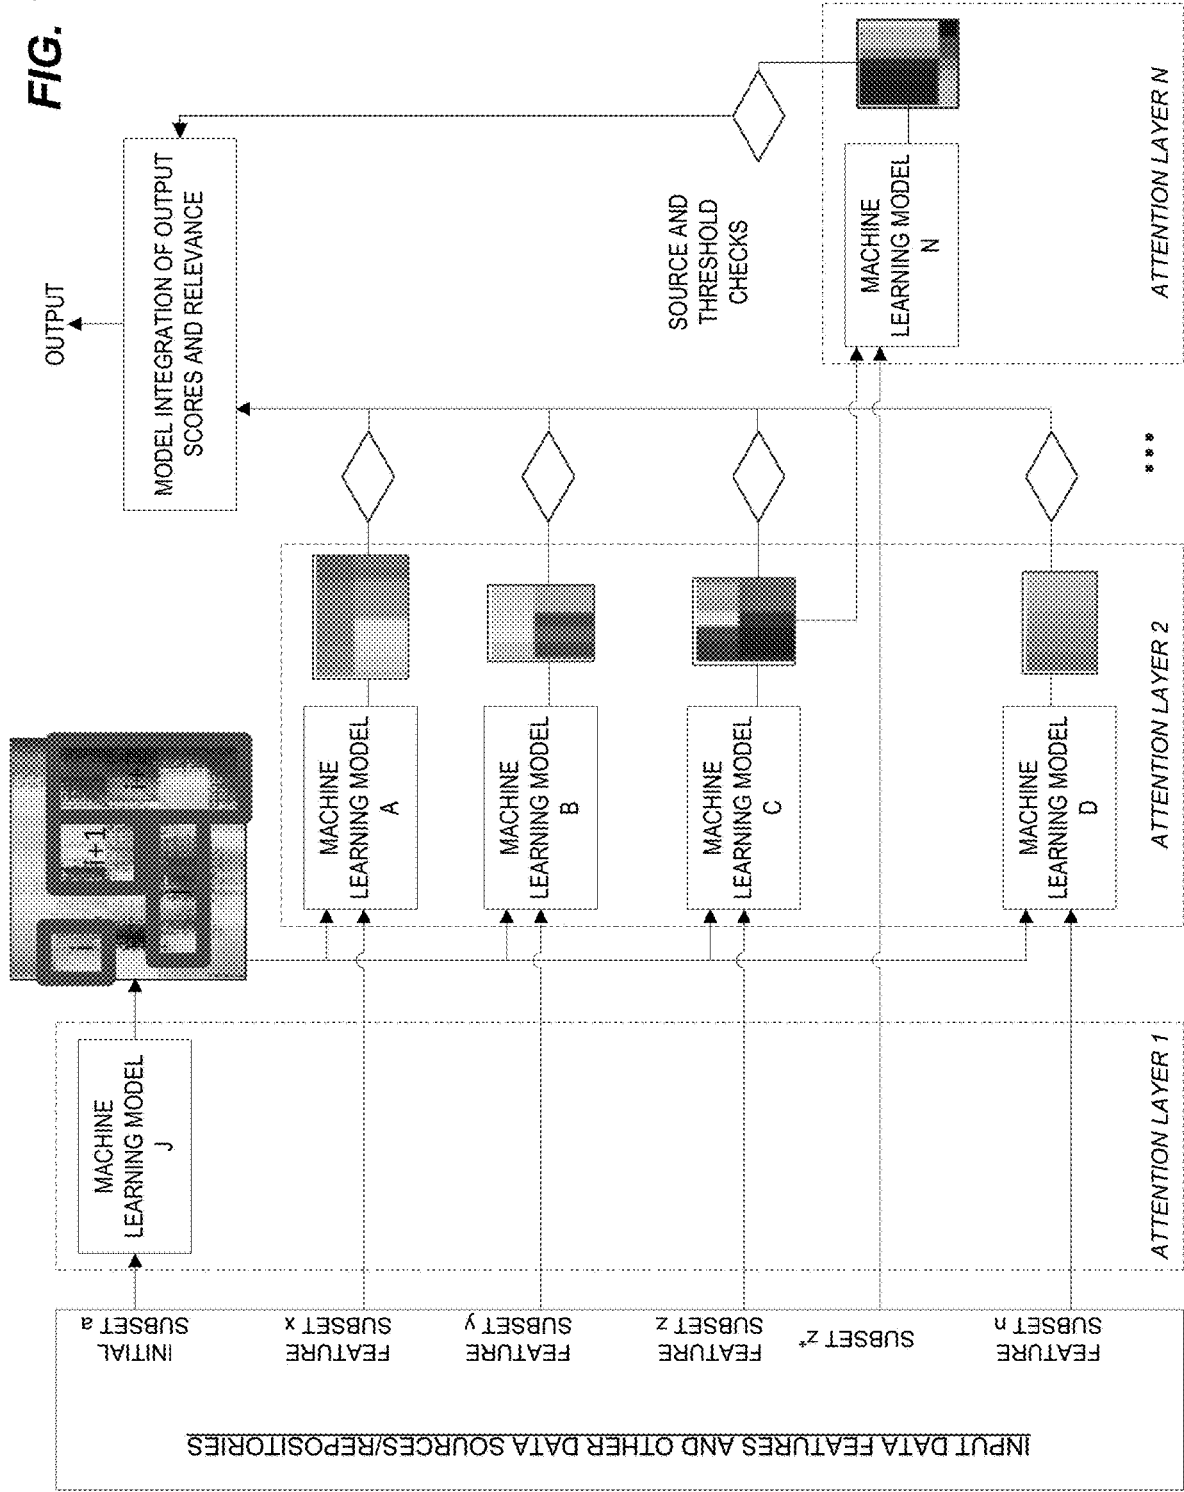 FIG.
INPUT DATA FEATURES AND OTHER DATA SOURCES/REPOSITORIES
INITIAL
SUBSET a
FEATURE
SUBSET x
FEATURE
SUBSET y
FEATURE
SUBSET z
SUBSET z*
FEATURE
SUBSET n
MACHINE
LEARNING MODEL
J
ATTENTION LAYER 1
i
i+1
j
MACHINE
LEARNING MODEL
A
MACHINE
LEARNING MODEL
B
MACHINE
LEARNING MODEL
C
MACHINE
LEARNING MODEL
D
ATTENTION LAYER 2
***
OUTPUT
MODEL INTEGRATION OF OUTPUT
SCORES AND RELEVANCE
SOURCE AND
THRESHOLD
CHECKS
MACHINE
LEARNING MODEL
N
ATTENTION LAYER N